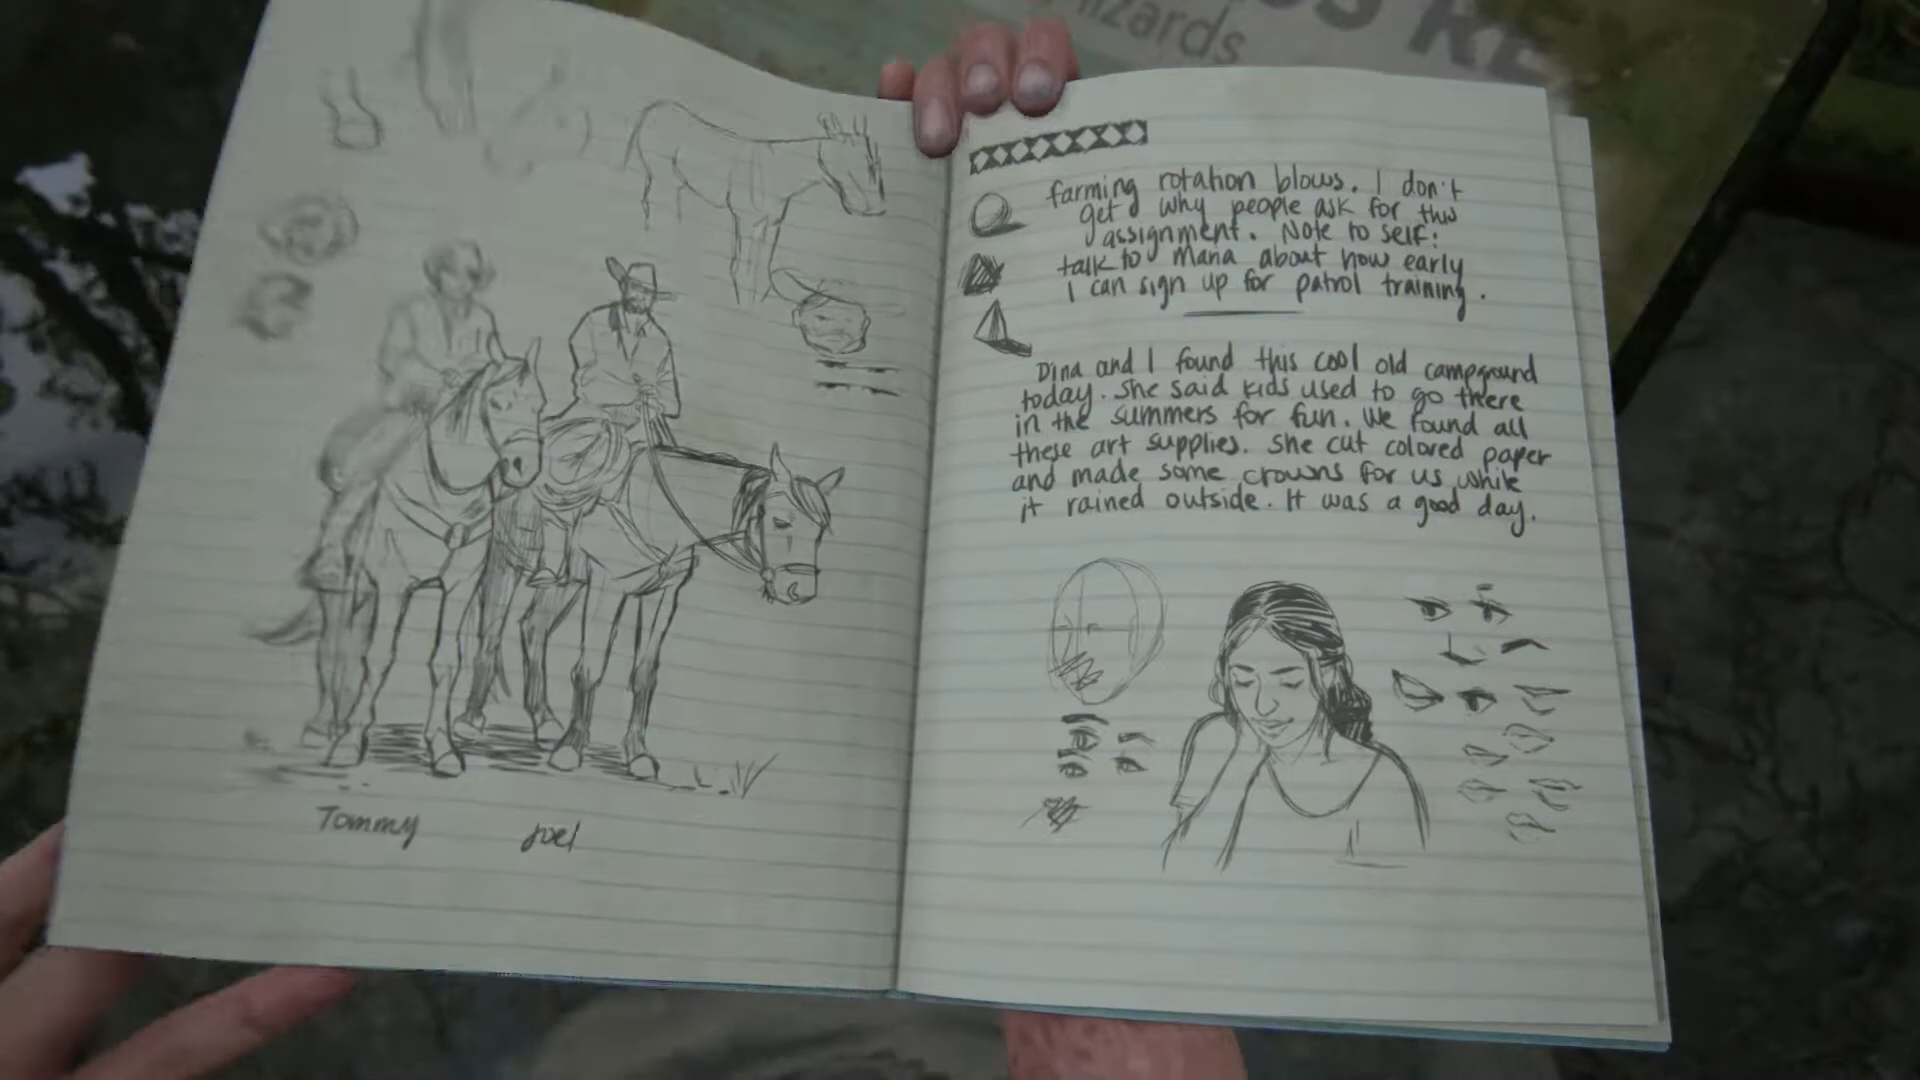 izards
Tommy
Joel
farming rotation blows. I don't
get why people ask for this
assignment. Note to self:
talk to Maria about how early
I can sign up for patrol training.
Dina and I found this cool old campground
today. She said kids used to go there
in the summers for fun. We found all
these art supplies. She cut colored paper
and made some crowns for us while
it rained outside. It was a good day.